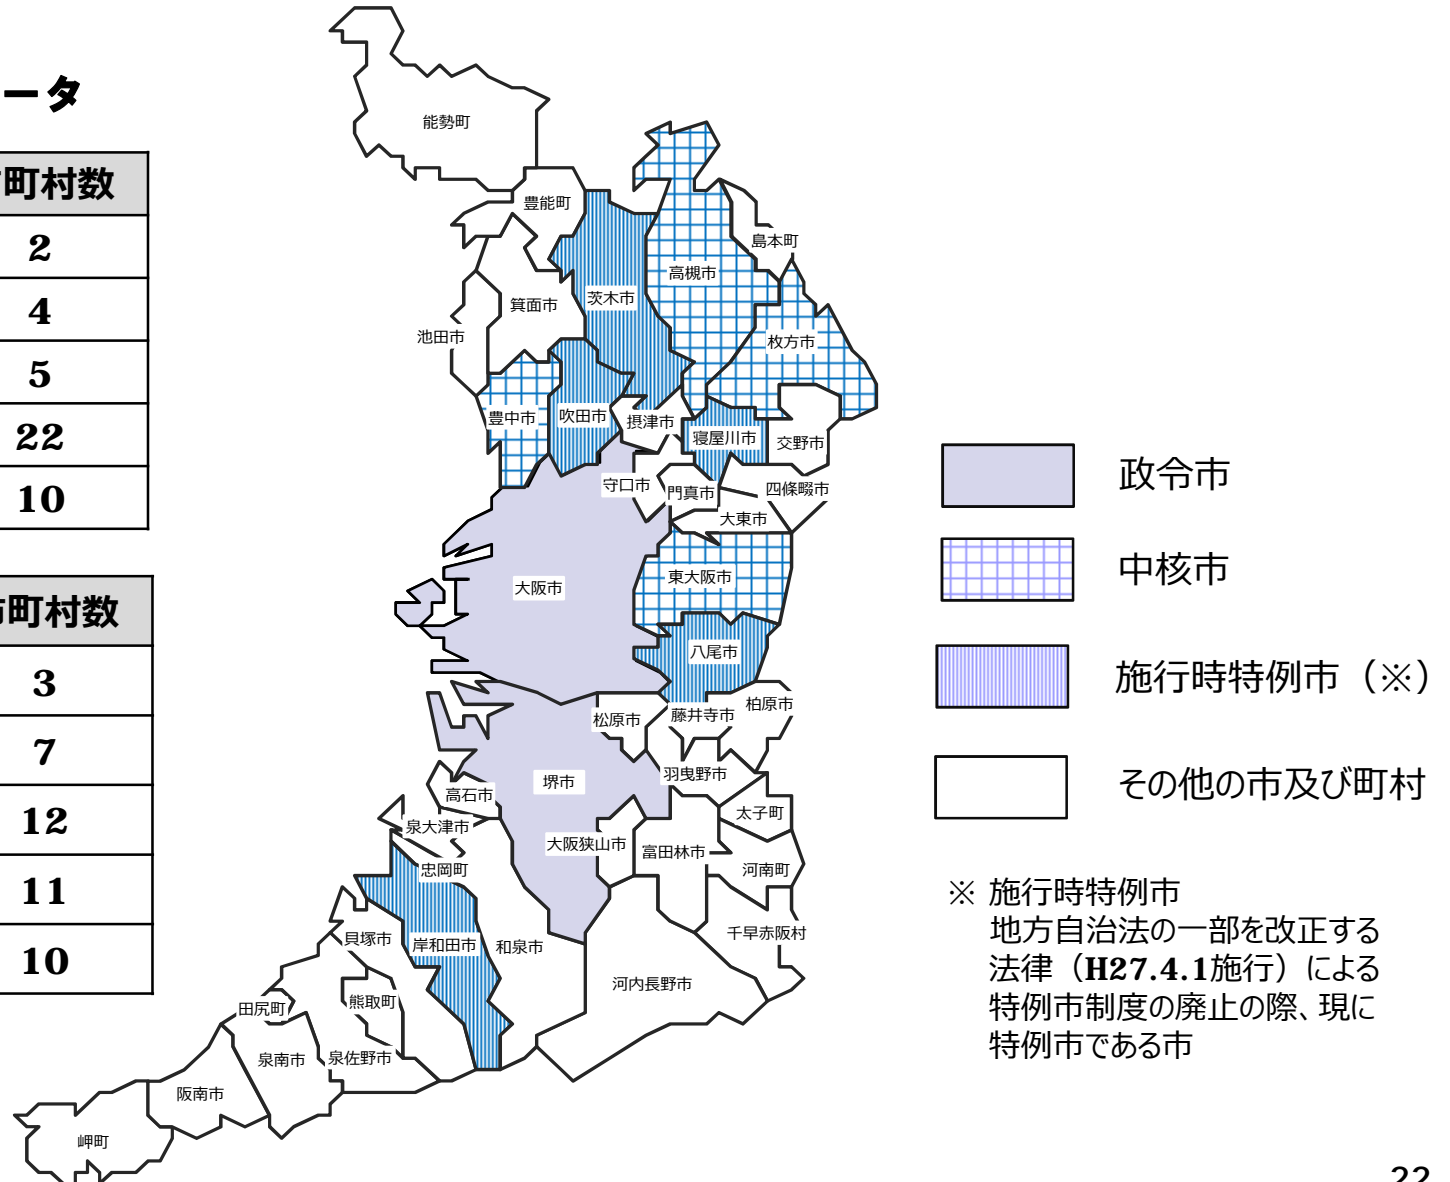 ータ
町村数
2
4
5
22
10
町村数
3
7
12
11
10
能勢町
豊能町
島本町
高槻市
茨木市
箕面市
池田市
枚方市
豊中市
吹田市
摂津市
寝屋川市
交野市
守口市
門真市
四條畷市
大東市
大阪市
東大阪市
八尾市
柏原市
松原市
藤井寺市
羽曳野市
堺市
高石市
太子町
泉大津市
大阪狭山市
富田林市
忠岡町
河南町
千早赤阪村
貝塚市
岸和田市
和泉市
河内長野市
熊取町
田尻町
泉南市
泉佐野市
阪南市
岬町
政令市
中核市
施行時特例市（※）
その他の市及び町村
※ 施行時特例市
地方自治法の一部を改正する
法律（H27.4.1施行）による
特例市制度の廃止の際、現に
特例市である市
22